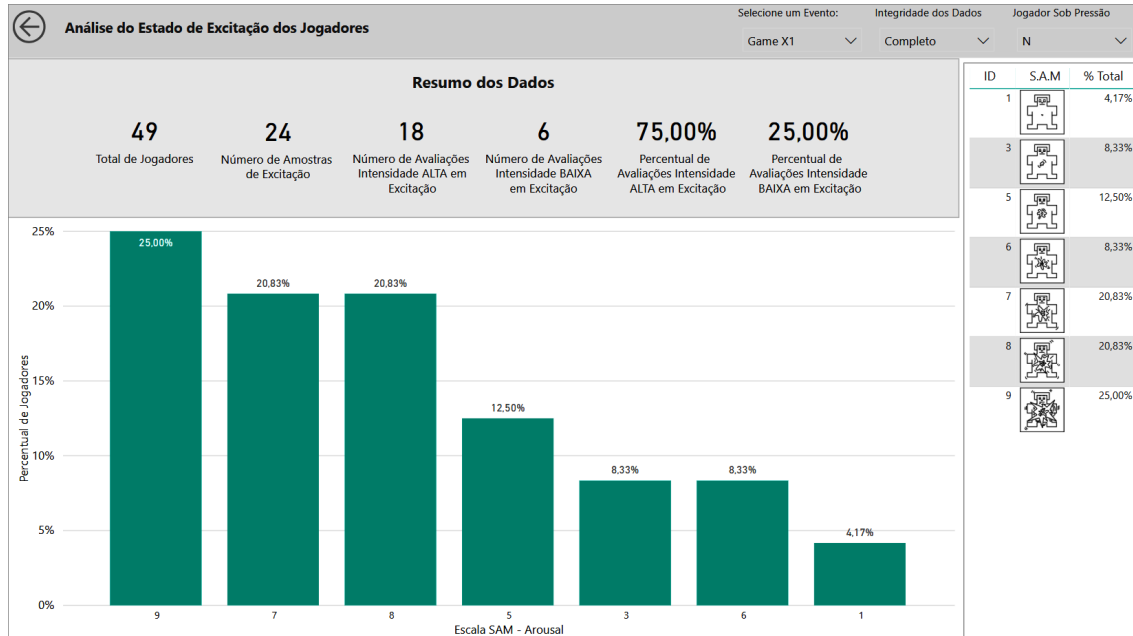 Análise do Estado de Excitação dos Jogadores
Selecione um Evento:
Game X1
Integridade dos Dados
Completo
Jogador Sob Pressão
N
Resumo dos Dados
49
Total de Jogadores
24
Número de Amostras
de Excitação
18
Número de Avaliações
Intensidade ALTA em
Excitação
6
Número de Avaliações
Intensidade BAIXA
em Excitação
75,00%
Percentual de
Avaliações Intensidade
ALTA em Excitação
25,00%
Percentual de
Avaliações Intensidade
BAIXA em Excitação
ID S.A.M % Total
1 4,17%
3 8,33%
5 12,50%
6 8,33%
7 20,83%
8 20,83%
9 25,00%
Percentual de Jogadores
25%
20%
15%
10%
5%
0%
25,00%
20,83%
20,83%
12,50%
8,33%
8,33%
4,17%
9 7 8 5 3 6 1
Escala SAM - Arousal